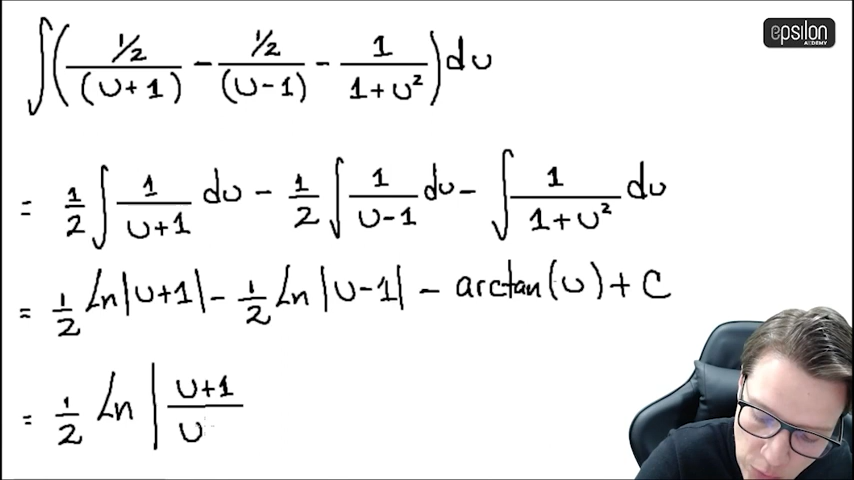 epsilon
ACADEMY
∫( 1/2 / (U+1) − 1/2 / (U−1) − 1 / (1+U²) ) du
= 1/2 ∫ 1/(U+1) du − 1/2 ∫ 1/(U−1) du − ∫ 1/(1+U²) du
= 1/2 Ln|U+1| − 1/2 Ln|U−1| − arctan(U) + C
= 1/2 Ln | U+1 / U